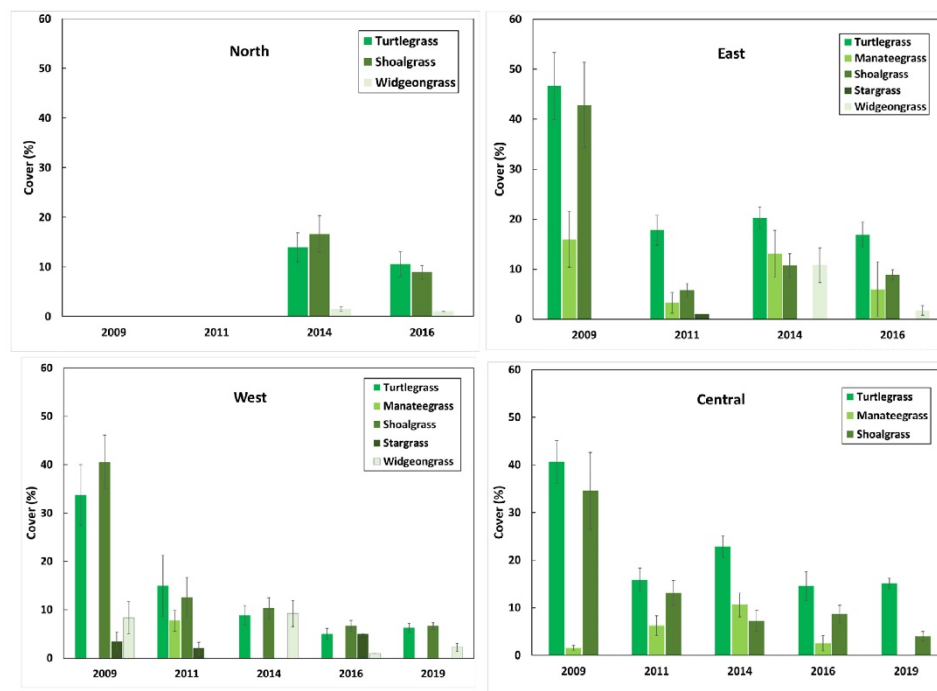 North
Turtlegrass
Shoalgrass
Widgeongrass
Cover (%)
60
50
40
30
20
10
0
2009 2011 2014 2016
East
Turtlegrass
Manateegrass
Shoalgrass
Stargrass
Widgeongrass
Cover (%)
60
50
40
30
20
10
0
2009 2011 2014 2016
West
Turtlegrass
Manateegrass
Shoalgrass
Stargrass
Widgeongrass
Cover (%)
60
50
40
30
20
10
0
2009 2011 2014 2016 2019
Central
Turtlegrass
Manateegrass
Shoalgrass
Cover (%)
60
50
40
30
20
10
0
2009 2011 2014 2016 2019